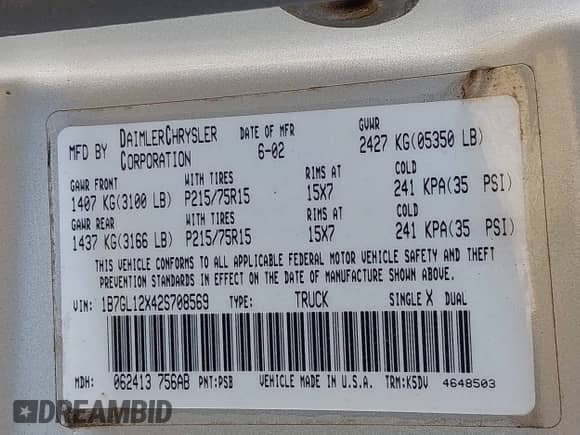 MFD BY DAIMLERCHRYSLER CORPORATION DATE OF MFR 6-02 GVWR 2427 KG(05350 LB)
GAWR FRONT WITH TIRES RIMS AT COLD
1407 KG(3100 LB) P215/75R15 15X7 241 KPA(35 PSI)
GAWR REAR WITH TIRES RIMS AT COLD
1437 KG(3166 LB) P215/75R15 15X7 241 KPA(35 PSI)
THIS VEHICLE CONFORMS TO ALL APPLICABLE FEDERAL MOTOR VEHICLE SAFETY AND THEFT
PREVENTION STANDARDS IN EFFECT ON THE DATE OF MANUFACTURE SHOWN ABOVE.
VIN: 1B7GL12X42S708569 TYPE: TRUCK SINGLE X DUAL
MDH: 062413 756AB PNT:PSB VEHICLE MADE IN U.S.A. TRM:K5DV 4648503
DREAMBID